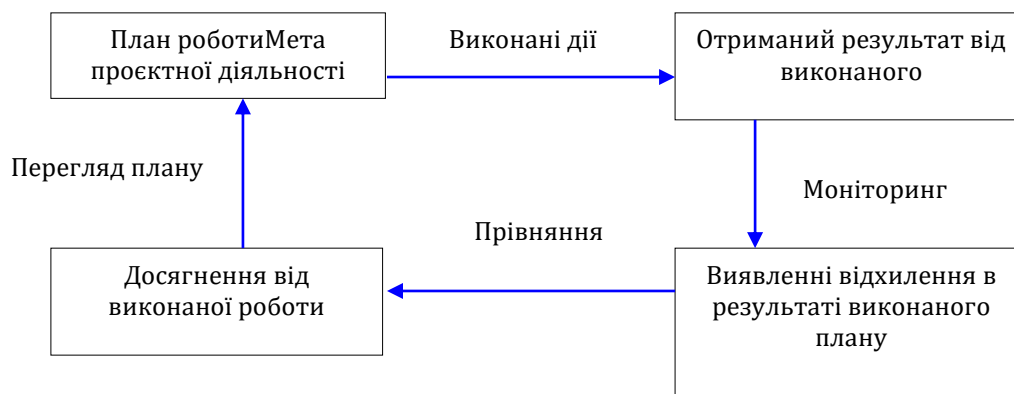 План роботиМета
проєктної діяльності
Виконані дії
Отриманий результат від
виконаного
Перегляд плану
Моніторинг
Прівняння
Досягнення від
виконаної роботи
Виявленні відхилення в
результаті виконаного
плану